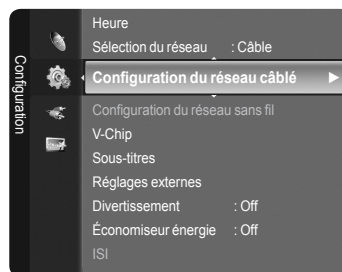 Configuration
Heure
Sélection du réseau : Câble
Configuration du réseau câblé
Configuration du réseau sans fil
V-Chip
Sous-titres
Réglages externes
Divertissement : Off
Économiseur énergie : Off
ISI